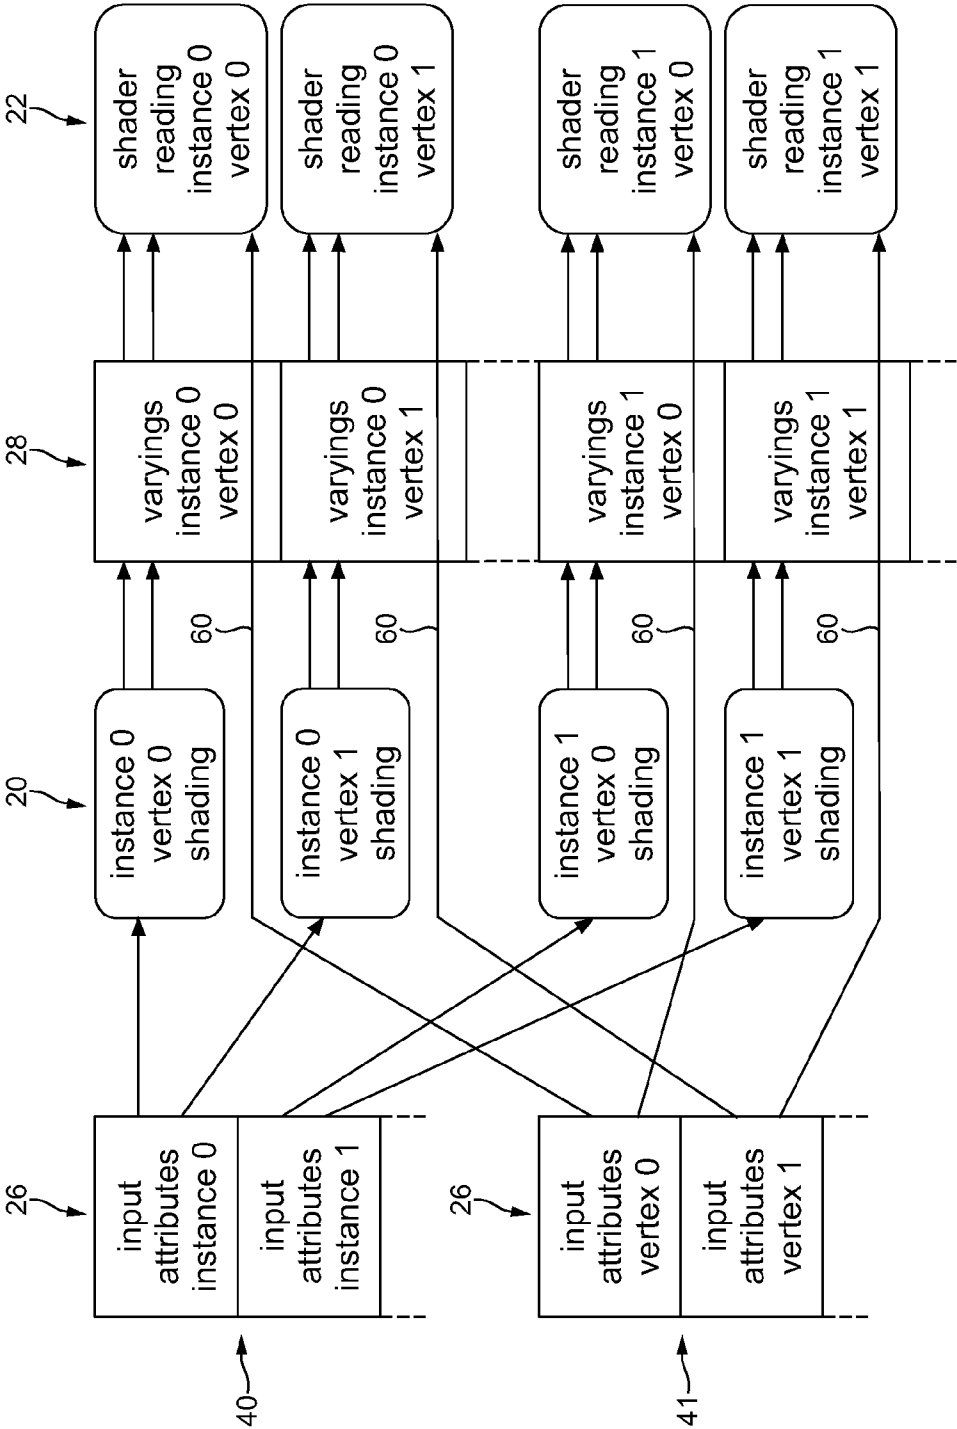 26
20
28
22
40
input
attributes
instance 0
input
attributes
instance 1
instance 0
vertex 0
shading
varyings
instance 0
vertex 0
shader
reading
instance 0
vertex 0
60
instance 0
vertex 1
shading
varyings
instance 0
vertex 1
shader
reading
instance 0
vertex 1
60
26
41
input
attributes
vertex 0
input
attributes
vertex 1
instance 1
vertex 0
shading
varyings
instance 1
vertex 0
shader
reading
instance 1
vertex 0
60
instance 1
vertex 1
shading
varyings
instance 1
vertex 1
shader
reading
instance 1
vertex 1
60